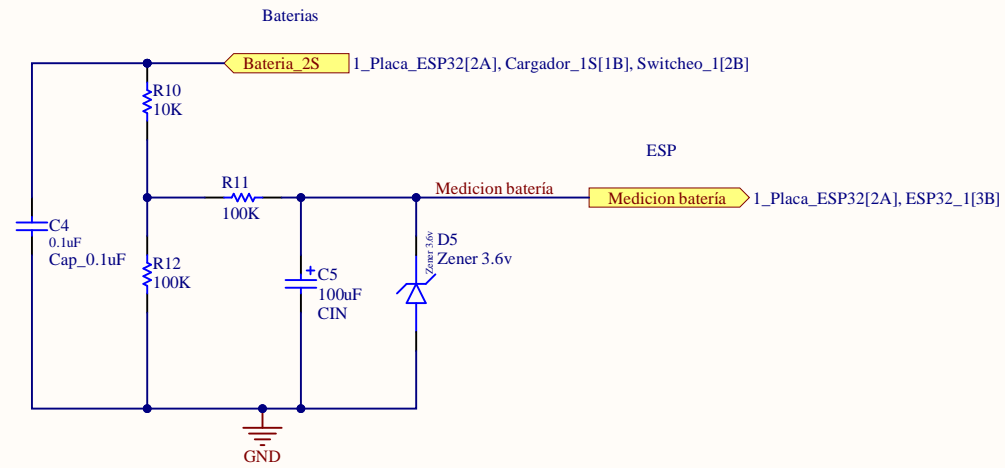 Baterias
Bateria_2S
1_Placa_ESP32[2A], Cargador_1S[1B], Switcheo_1[2B]
R10
10K
ESP
R11
100K
Medicion batería
Medicion batería
1_Placa_ESP32[2A], ESP32_1[3B]
C4
0.1uF
Cap_0.1uF
R12
100K
C5
100uF
CIN
Zener 3.6v
D5
Zener 3.6v
GND